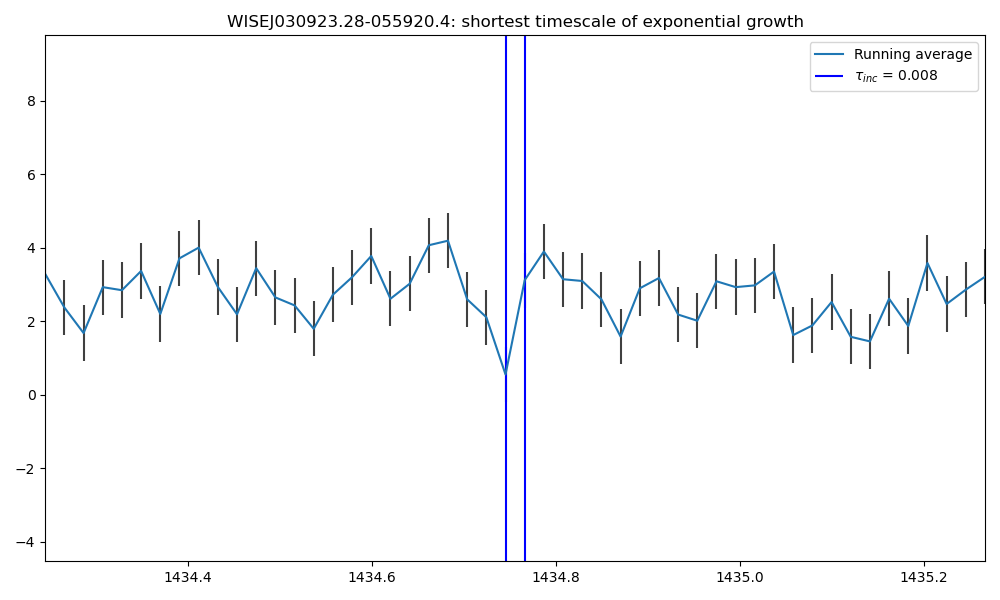 WISEJ030923.28-055920.4: shortest timescale of exponential growth
Running average
τ_inc = 0.008
8
6
4
2
0
−2
−4
1434.4 1434.6 1434.8 1435.0 1435.2